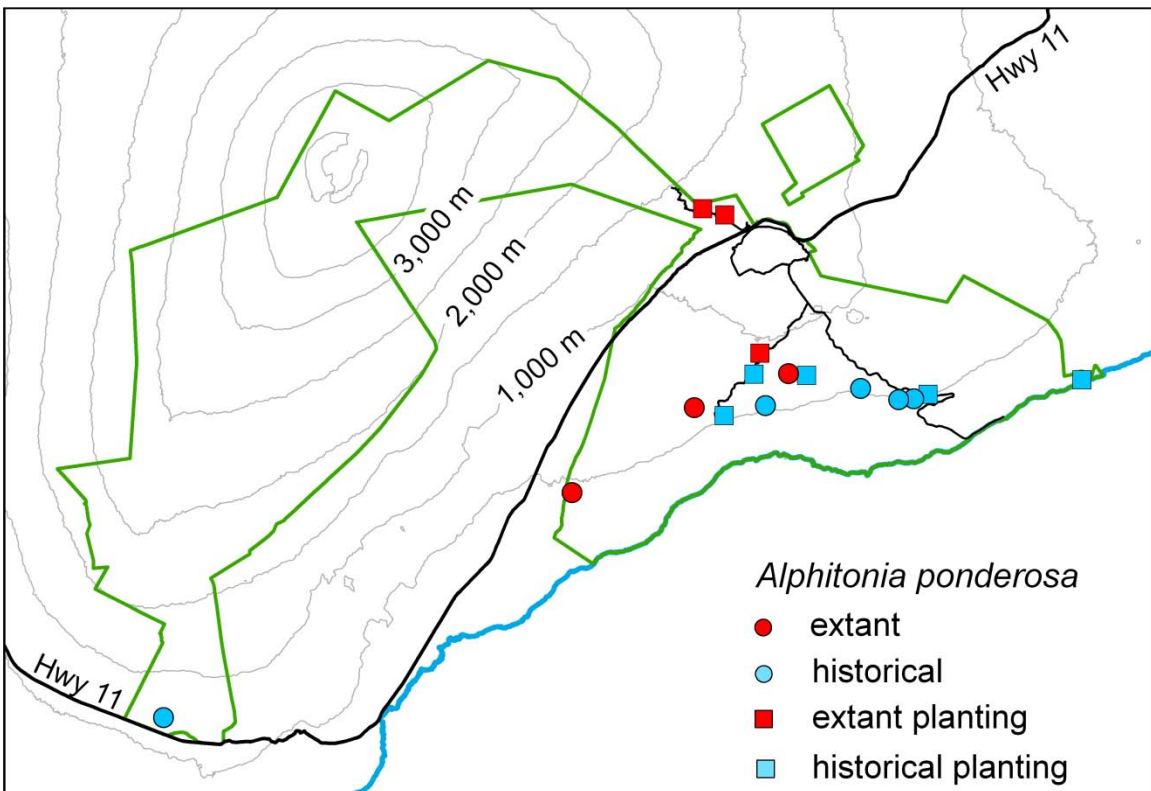 Hwy 11
3,000 m
2,000 m
1,000 m
Hwy 11
Alphitonia ponderosa
extant
historical
extant planting
historical planting